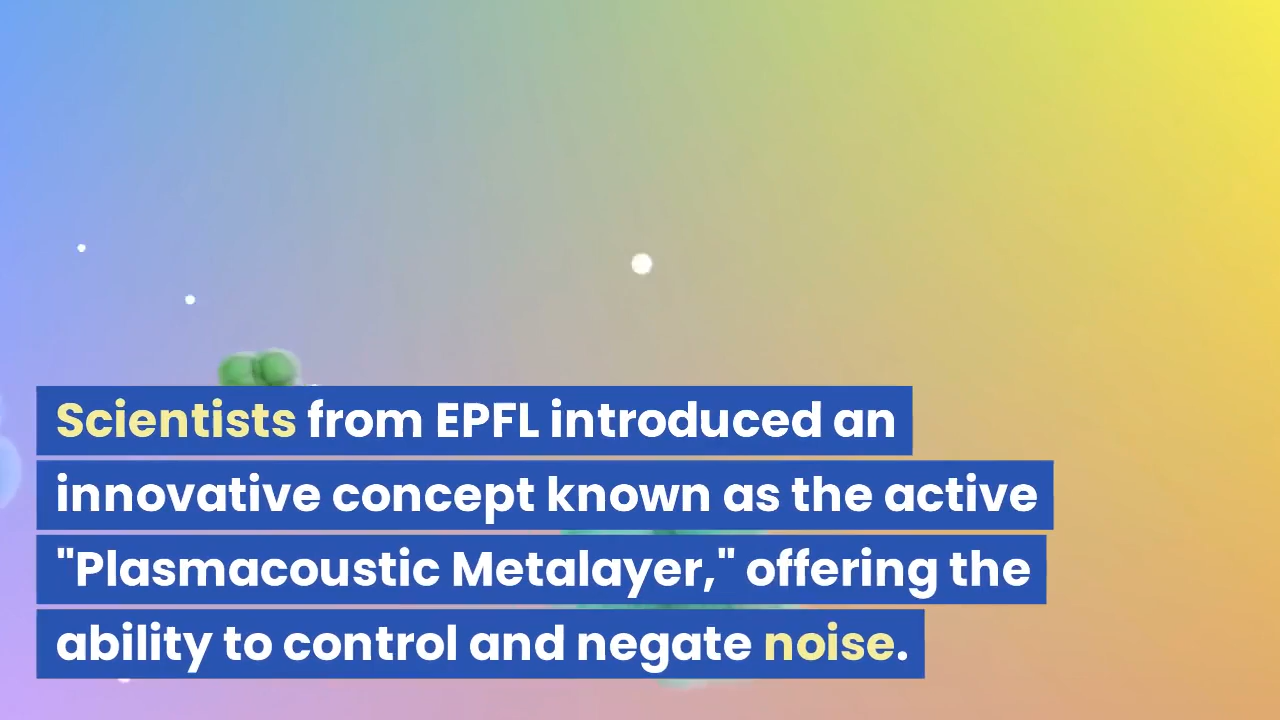 Scientists from EPFL introduced an
innovative concept known as the active
"Plasmacoustic Metalayer," offering the
ability to control and negate noise.